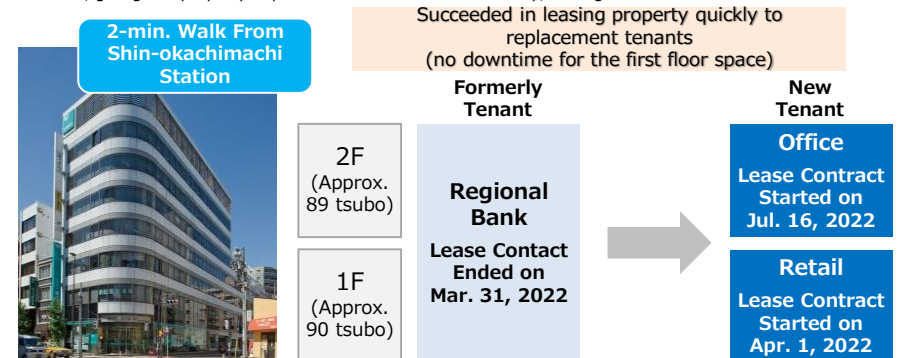 2-min. Walk From
Shin-okachimachi
Station
Succeeded in leasing property quickly to
replacement tenants
(no downtime for the first floor space)
Formerly
Tenant
New
Tenant
2F
(Approx.
89 tsubo)
1F
(Approx.
90 tsubo)
Regional
Bank
Lease Contact
Ended on
Mar. 31, 2022
Office
Lease Contract
Started on
Jul. 16, 2022
Retail
Lease Contract
Started on
Apr. 1, 2022